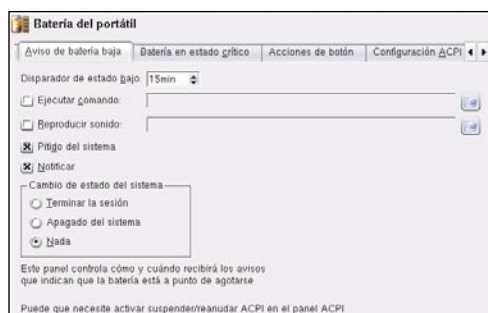 Batería del portátil
Aviso de batería baja Batería en estado crítico Acciones de botón Configuración ACPI
Disparador de estado bajo: 15min
Ejecutar comando:
Reproducir sonido:
Pitido del sistema
Notificar
Cambio de estado del sistema
Terminar la sesión
Apagado del sistema
Nada
Este panel controla cómo y cuándo recibirá los avisos
que indican que la batería está a punto de agotarse
Puede que necesite activar suspender/reanudar ACPI en el panel ACPI